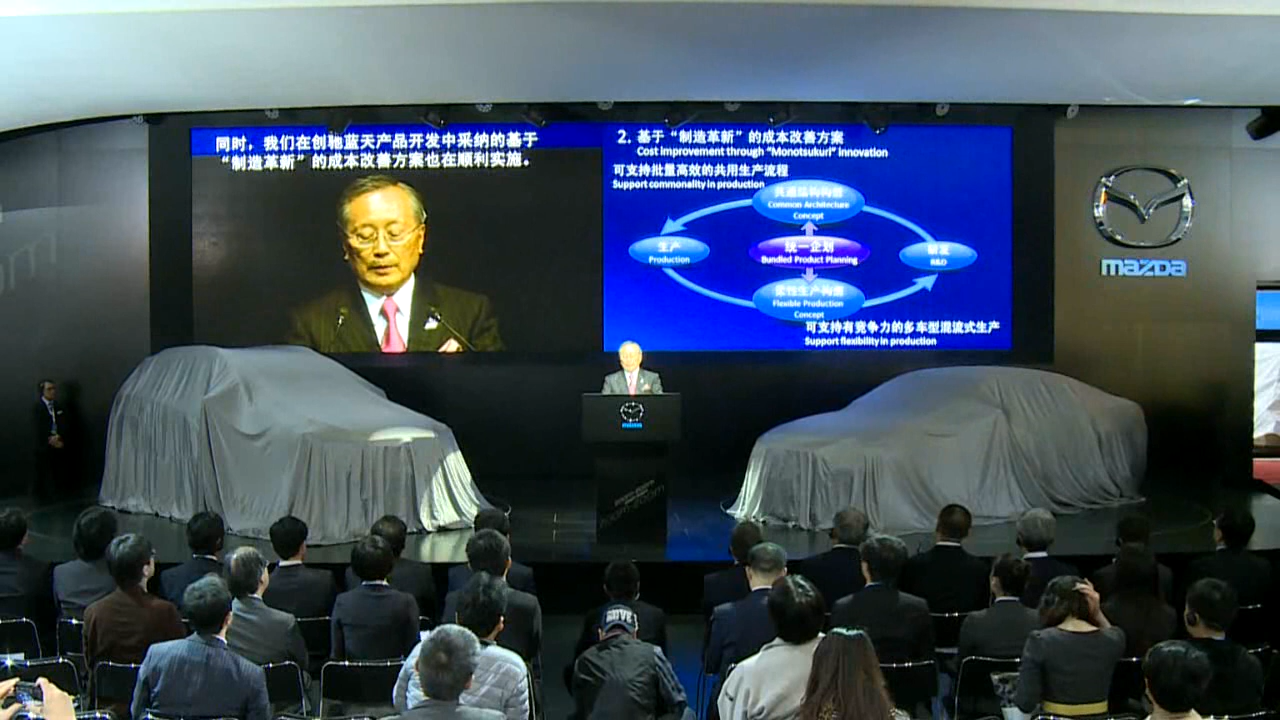 同时，我们在创驰蓝天产品开发中采纳的基于
“制造革新”的成本改善方案也在顺利实施。
2. 基于“制造革新”的成本改善方案
Cost improvement through “Monotsukuri” innovation
可支持批量高效的共用生产流程
Support commonality in production
共通结构构想
Common Architecture
Concept
生产
Production
统一企划
Bundled Product Planning
研发
R&D
柔性生产构想
Flexible Production
Concept
可支持有竞争力的多车型混流式生产
Support flexibility in production
mazda
mazda